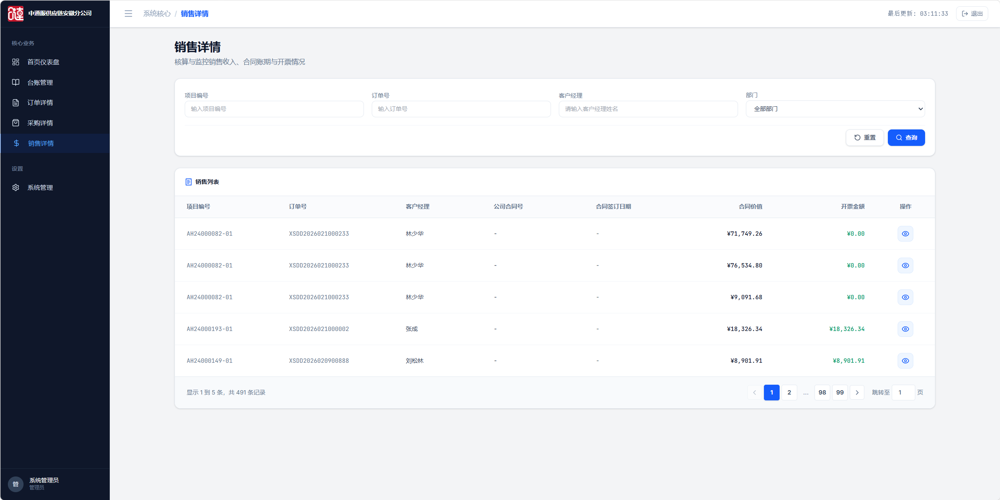 中通服供应链安徽分公司
系统核心 / 销售详情
最后更新: 03:11:33
退出
核心业务
首页仪表盘
台账管理
订单详情
采购详情
销售详情
设置
系统管理
管
系统管理员
管理员
销售详情
核算与监控销售收入、合同账期与开票情况
项目编号 订单号 客户经理 部门
输入项目编号 输入订单号 请输入客户经理姓名 全部部门
重置 查询
销售列表
项目编号 订单号 客户经理 公司合同号 合同签订日期 合同价值 开票金额 操作
AH24000082-01 XSDD2026021000233 林少华 - - ¥71,749.26 ¥0.00
AH24000082-01 XSDD2026021000233 林少华 - - ¥76,534.80 ¥0.00
AH24000082-01 XSDD2026021000233 林少华 - - ¥9,091.68 ¥0.00
AH24000193-01 XSDD2026021000002 张成 - - ¥18,326.34 ¥18,326.34
AH24000149-01 XSDD2026020900888 刘松林 - - ¥8,901.91 ¥8,901.91
显示 1 到 5 条，共 491 条记录
1 2 ... 98 99 跳转至 1 页